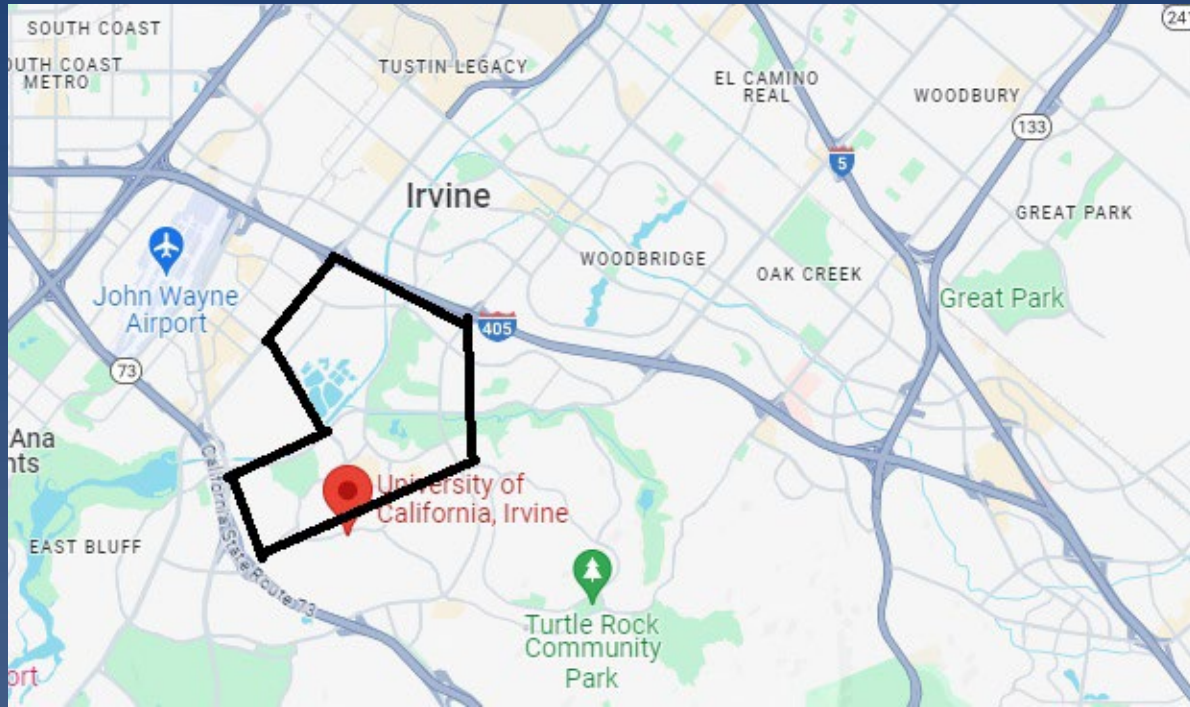 SOUTH COAST
OUTH COAST
METRO
TUSTIN LEGACY
EL CAMINO
REAL
WOODBURY
241
133
5
Irvine
GREAT PARK
WOODBRIDGE
OAK CREEK
John Wayne
Airport
Great Park
405
73
Ana
nts
California State Route 73
University of
California, Irvine
EAST BLUFF
Turtle Rock
Community
Park
ort